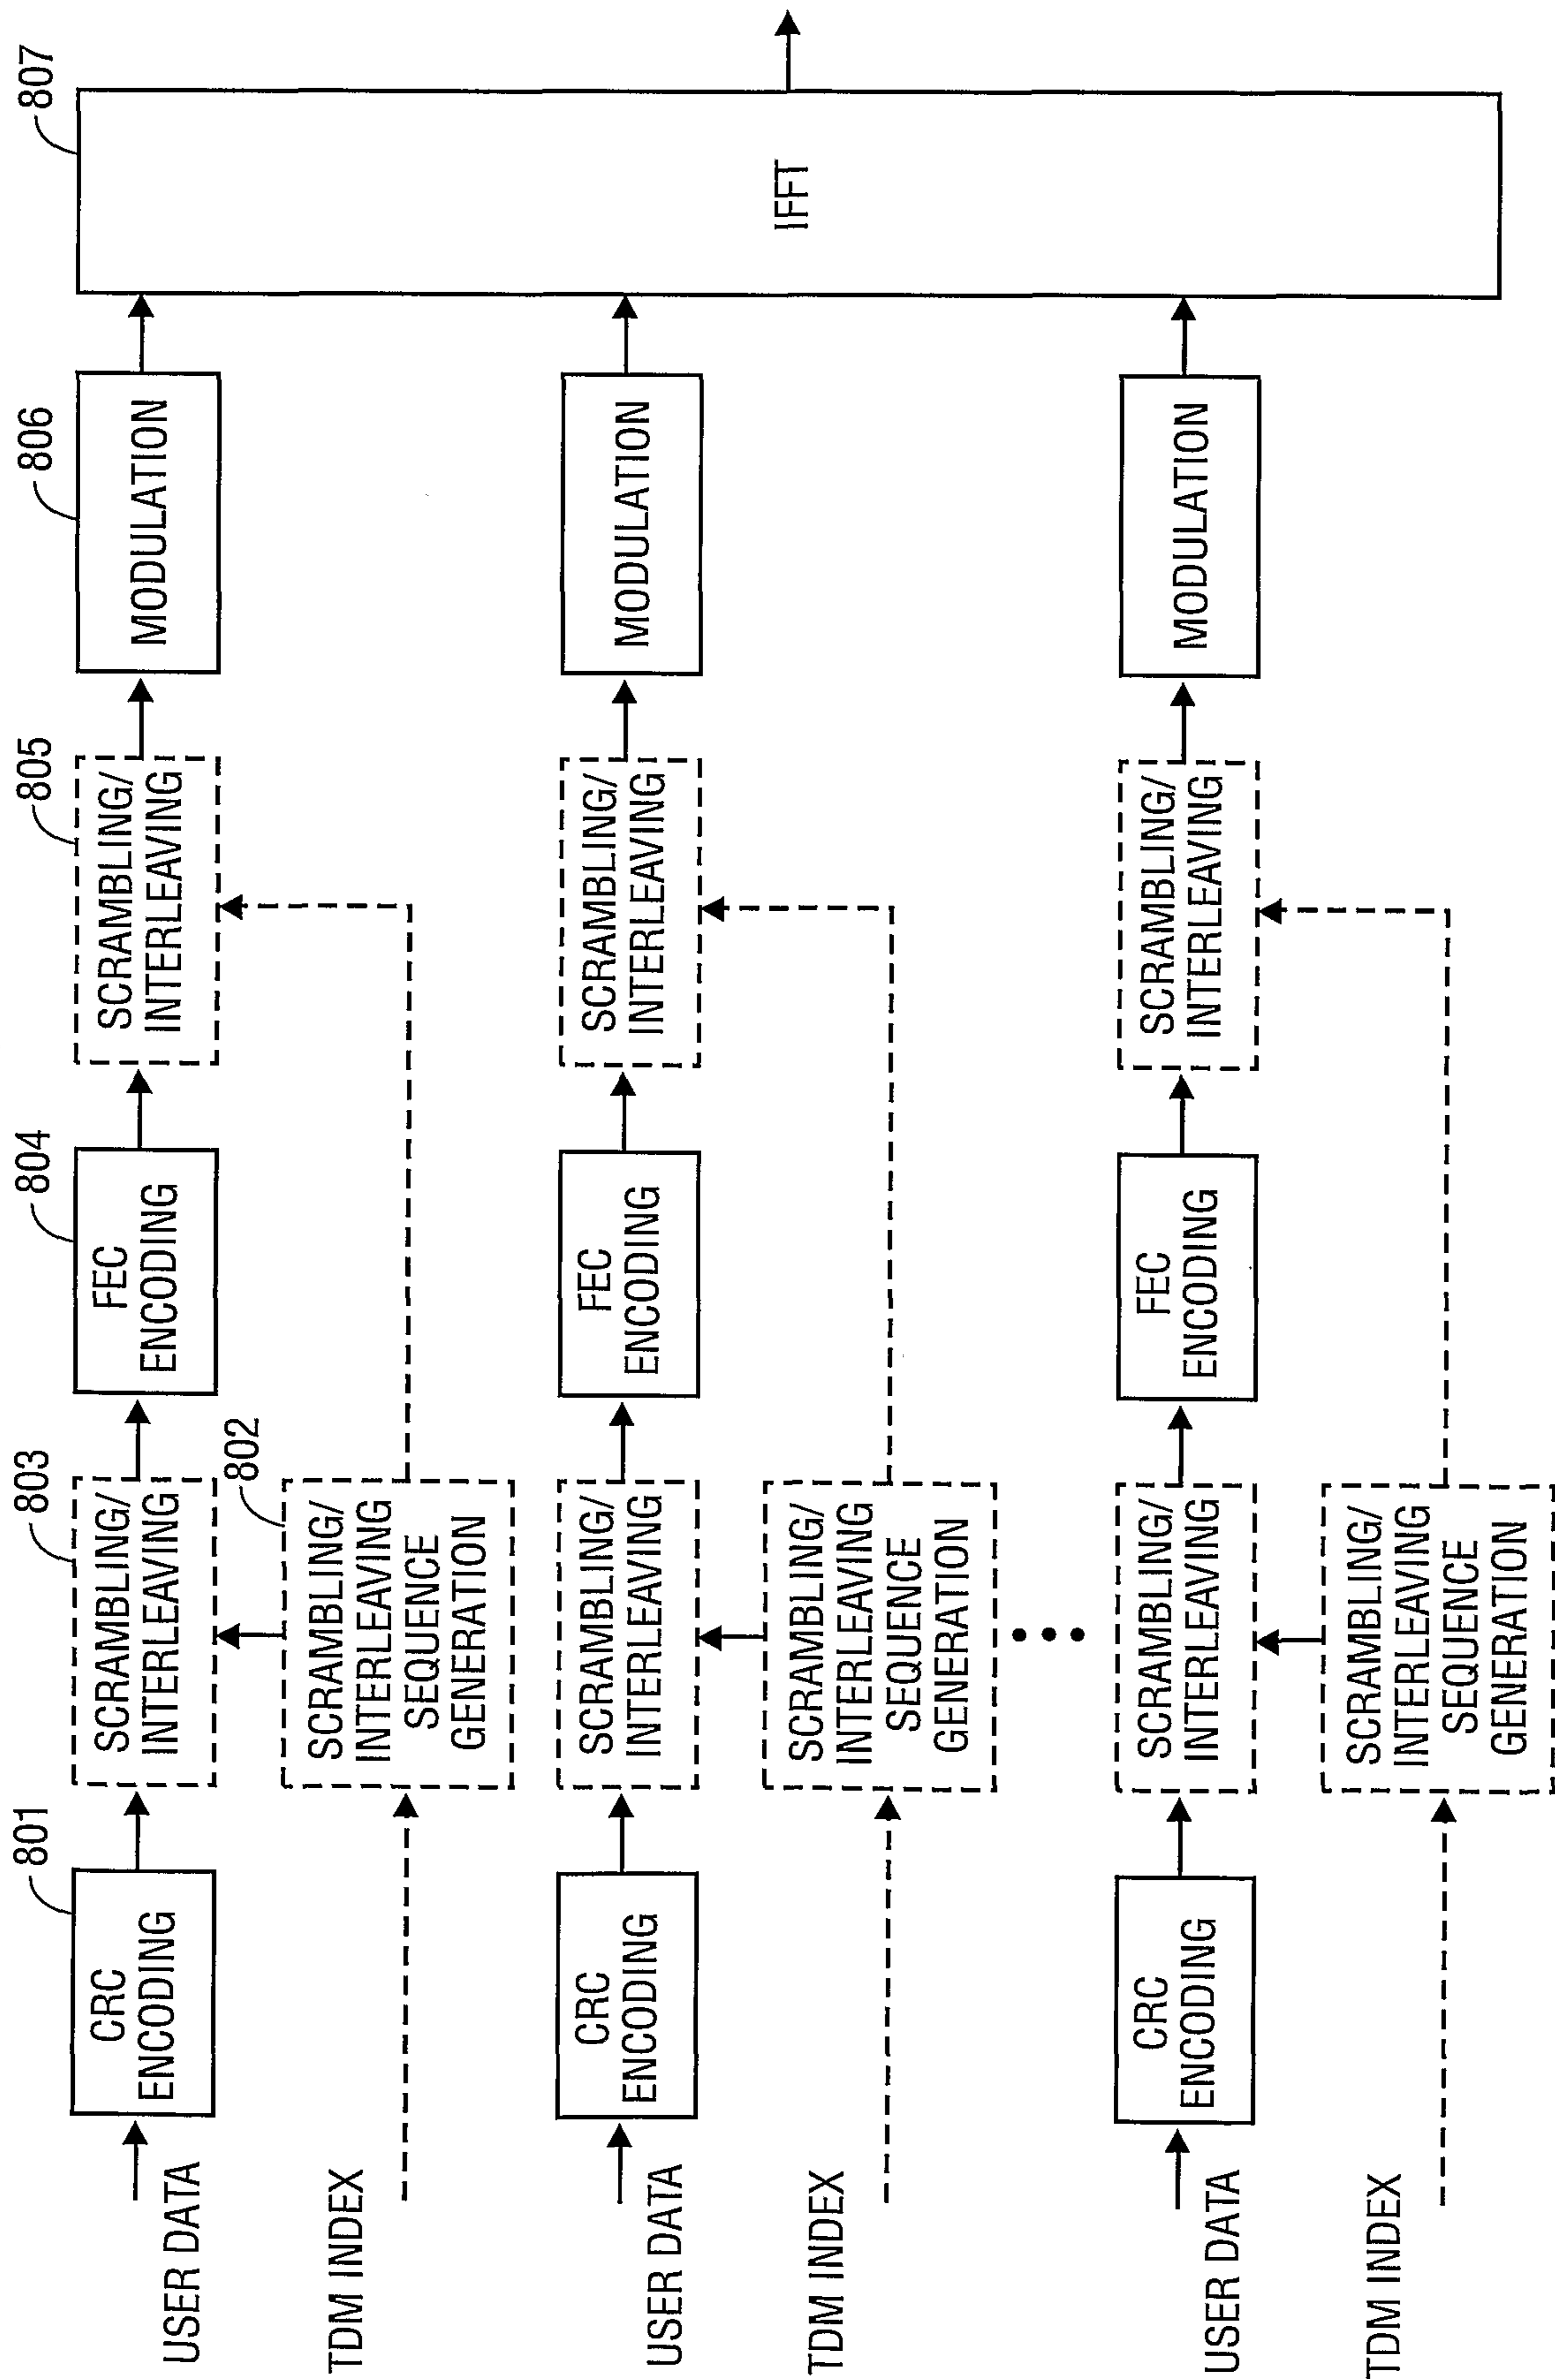 801
803
804
805
806
807
USER DATA
CRC
ENCODING
SCRAMBLING/
INTERLEAVING
FEC
ENCODING
SCRAMBLING/
INTERLEAVING
MODULATION
IFFT
802
TDM INDEX
SCRAMBLING/
INTERLEAVING
SEQUENCE
GENERATION
USER DATA
CRC
ENCODING
SCRAMBLING/
INTERLEAVING
FEC
ENCODING
SCRAMBLING/
INTERLEAVING
MODULATION
TDM INDEX
SCRAMBLING/
INTERLEAVING
SEQUENCE
GENERATION
USER DATA
CRC
ENCODING
SCRAMBLING/
INTERLEAVING
FEC
ENCODING
SCRAMBLING/
INTERLEAVING
MODULATION
TDM INDEX
SCRAMBLING/
INTERLEAVING
SEQUENCE
GENERATION